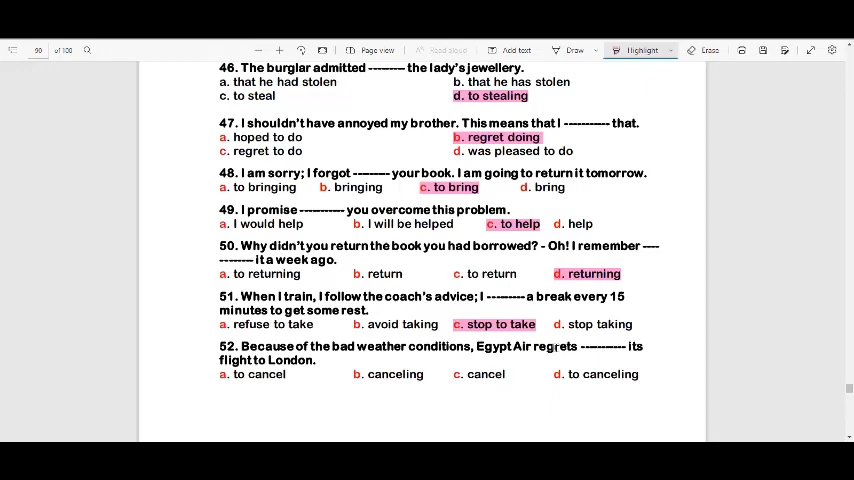 90 of 100
Page view
Read aloud
Add text
Draw
Highlight
Erase
46. The burglar admitted -------- the lady's jewellery.
a. that he had stolen b. that he has stolen
c. to steal d. to stealing
47. I shouldn't have annoyed my brother. This means that I ----------- that.
a. hoped to do b. regret doing
c. regret to do d. was pleased to do
48. I am sorry; I forgot -------- your book. I am going to return it tomorrow.
a. to bringing b. bringing c. to bring d. bring
49. I promise ----------- you overcome this problem.
a. I would help b. I will be helped c. to help d. help
50. Why didn't you return the book you had borrowed? - Oh! I remember ----
----------- it a week ago.
a. to returning b. return c. to return d. returning
51. When I train, I follow the coach's advice; I --------- a break every 15
minutes to get some rest.
a. refuse to take b. avoid taking c. stop to take d. stop taking
52. Because of the bad weather conditions, Egypt Air regrets ----------- its
flight to London.
a. to cancel b. canceling c. cancel d. to canceling